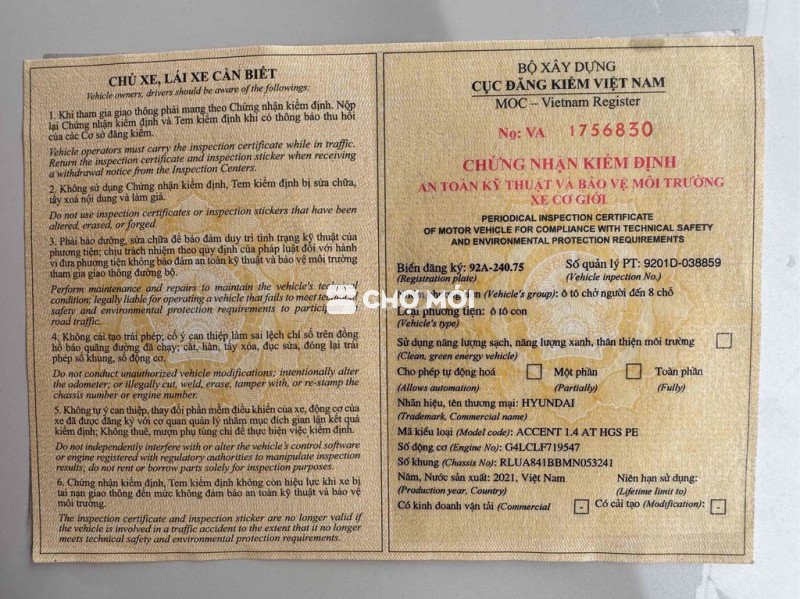 CHỦ XE, LÁI XE CẦN BIẾT
Vehicle owners, drivers should be aware of the followings:
1. Khi tham gia giao thông phải mang theo Chứng nhận kiểm định. Nộp
lại Chứng nhận kiểm định và Tem kiểm định khi có thông báo thu hồi
của các Cơ sở đăng kiểm.
Vehicle operators must carry the inspection certificate while in traffic.
Return the inspection certificate and inspection sticker when receiving
a withdrawal notice from the Inspection Centers.
2. Không sử dụng Chứng nhận kiểm định, Tem kiểm định bị sửa chữa,
tẩy xoá nội dung và làm giả.
Do not use inspection certificates or inspection stickers that have been
altered, erased, or forged.
3. Phải bảo dưỡng, sửa chữa để bảo đảm duy trì tình trạng kỹ thuật của
phương tiện; chịu trách nhiệm theo quy định của pháp luật đối với hành
vi đưa phương tiện không bảo đảm an toàn kỹ thuật và bảo vệ môi trường
tham gia giao thông đường bộ.
Perform maintenance and repairs to maintain the vehicle's
condition; legally liable for operating a vehicle that fails to meet
safety and environmental protection requirements to
road traffic.
4. Không cải tạo trái phép; cố ý can thiệp làm sai lệch chỉ số trên đồng
hồ báo quãng đường đã chạy; cắt, hàn, tẩy xóa, đục sửa, đóng lại trái
phép số khung, số động cơ.
Do not conduct unauthorized vehicle modifications; intentionally alter
the odometer; or illegally cut, weld, erase, tamper with, or re-stamp the
chassis number or engine number.
5. Không tự ý can thiệp, thay đổi phần mềm điều khiển của xe, động cơ của
xe đã được đăng ký với cơ quan quản lý nhằm mục đích gian lận kết quả
kiểm định; Không thuê, mượn phụ tùng chỉ để thực hiện việc kiểm định.
Do not independently interfere with or alter the vehicle's control software
or engine registered with regulatory authorities to manipulate inspection
results; do not rent or borrow parts solely for inspection purposes.
6. Chứng nhận kiểm định, Tem kiểm định không còn hiệu lực khi xe bị
tai nạn giao thông đến mức không đảm bảo an toàn kỹ thuật và bảo vệ
môi trường.
The inspection certificate and inspection sticker are no longer valid if
the vehicle is involved in a traffic accident to the extent that it no longer
meets technical safety and environmental protection requirements.
BỘ XÂY DỰNG
CỤC ĐĂNG KIỂM VIỆT NAM
MOC – Vietnam Register
No: VA 1756830
CHỨNG NHẬN KIỂM ĐỊNH
AN TOÀN KỸ THUẬT VÀ BẢO VỆ MÔI TRƯỜNG
XE CƠ GIỚI
PERIODICAL INSPECTION CERTIFICATE
OF MOTOR VEHICLE FOR COMPLIANCE WITH TECHNICAL SAFETY
AND ENVIRONMENTAL PROTECTION REQUIREMENTS
Biển đăng ký: 92A-240.75 Số quản lý PT: 9201D-038859
(Registration plate) (Vehicle inspection No.)
(Vehicle's group): ô tô chở người đến 8 chỗ
CHỢ MỚI
Loại phương tiện: ô tô con
(Vehicle's type)
Sử dụng năng lượng sạch, năng lượng xanh, thân thiện môi trường
(Clean, green energy vehicle)
Cho phép tự động hoá Một phần Toàn phần
(Allows automation) (Partially) (Fully)
Nhãn hiệu, tên thương mại: HYUNDAI
(Trademark, Commercial name)
Mã kiểu loại (Model code): ACCENT 1.4 AT HGS PE
Số động cơ (Engine No): G4LCLF719547
Số khung (Chassis No): RLUA841BBMN053241
Năm, Nước sản xuất: 2021, Việt Nam Niên hạn sử dụng:
(Production year, Country) (Lifetime limit to)
Có kinh doanh vận tải (Commercial - Có cải tạo (Modification): -